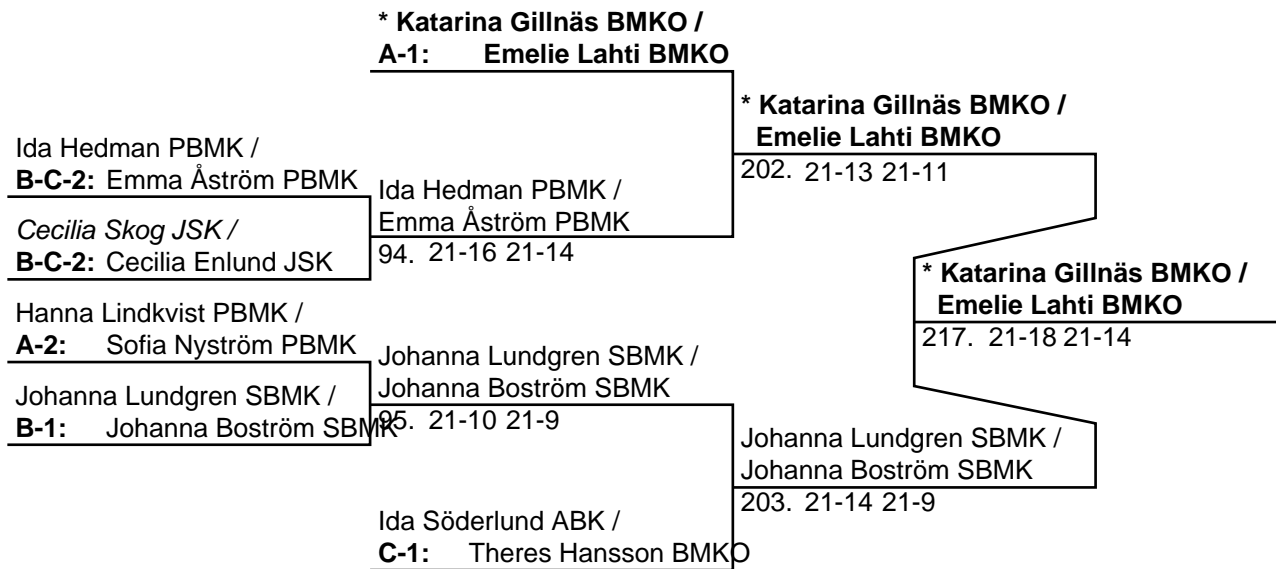 * Katarina Gillnäs BMKO /
A-1: Emelie Lahti BMKO
* Katarina Gillnäs BMKO /
Emelie Lahti BMKO
202. 21-13 21-11
Ida Hedman PBMK /
B-C-2: Emma Åström PBMK
Ida Hedman PBMK /
Emma Åström PBMK
94. 21-16 21-14
Cecilia Skog JSK /
B-C-2: Cecilia Enlund JSK
* Katarina Gillnäs BMKO /
Emelie Lahti BMKO
217. 21-18 21-14
Hanna Lindkvist PBMK /
A-2: Sofia Nyström PBMK
Johanna Lundgren SBMK /
Johanna Boström SBMK
95. 21-10 21-9
Johanna Lundgren SBMK /
B-1: Johanna Boström SBMK
Johanna Lundgren SBMK /
Johanna Boström SBMK
203. 21-14 21-9
Ida Söderlund ABK /
C-1: Theres Hansson BMKO